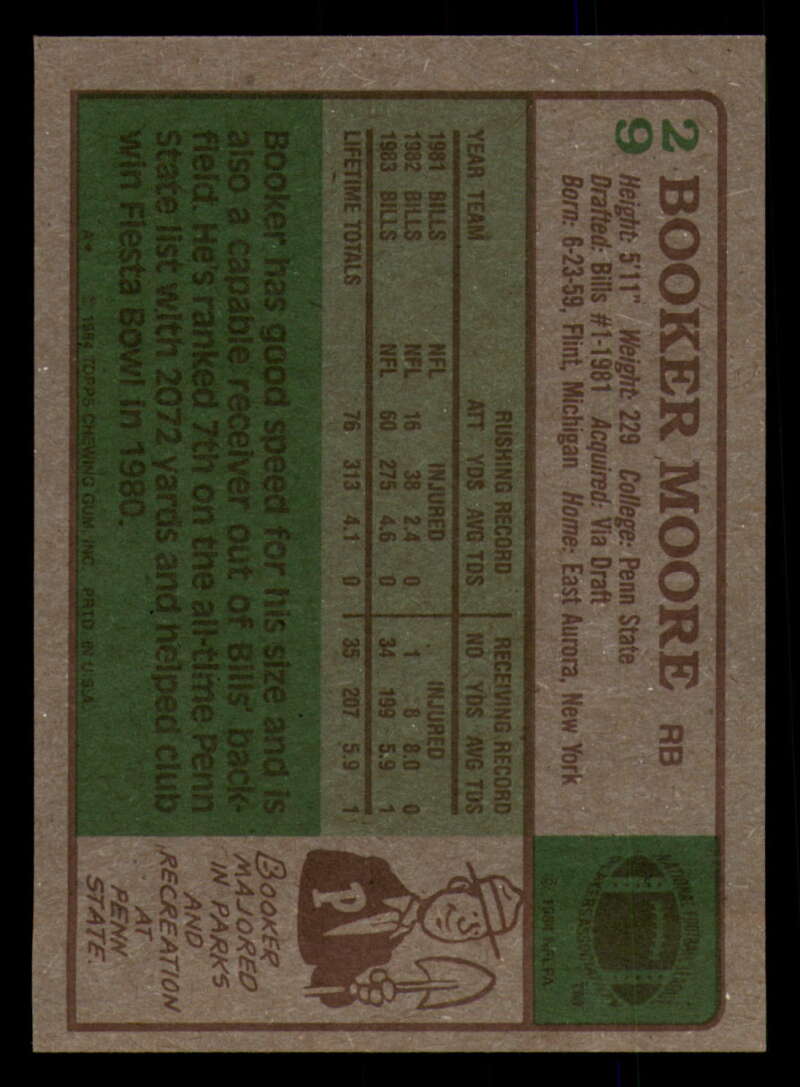 29
BOOKER MOORE RB
Height: 5'11" Weight: 229 College: Penn State
Drafted: Bills #1-1981 Acquired: Via Draft
Born: 6-23-59, Flint, Michigan Home: East Aurora, New York
RUSHING RECORD RECEIVING RECORD
YEAR TEAM ATT YDS AVG TDS NO YDS AVG TDS
1981 BILLS NFL INJURED INJURED
1982 BILLS NFL 16 38 2.4 0 1 8 8.0 0
1983 BILLS NFL 60 275 4.6 0 34 199 5.9 1
LIFETIME TOTALS 76 313 4.1 0 35 207 5.9 1
Booker has good speed for his size and is
also a capable receiver out of Bills' back-
field. He's ranked 7th on the all-time Penn
State list with 2072 yards and helped club
win Fiesta Bowl in 1980.
A* © 1984 TOPPS CHEWING GUM, INC. PRTD. IN U.S.A.
NATIONAL FOOTBALL
P
BOOKER
MAJORED
IN PARKS
AND
RECREATION
AT
PENN
STATE.